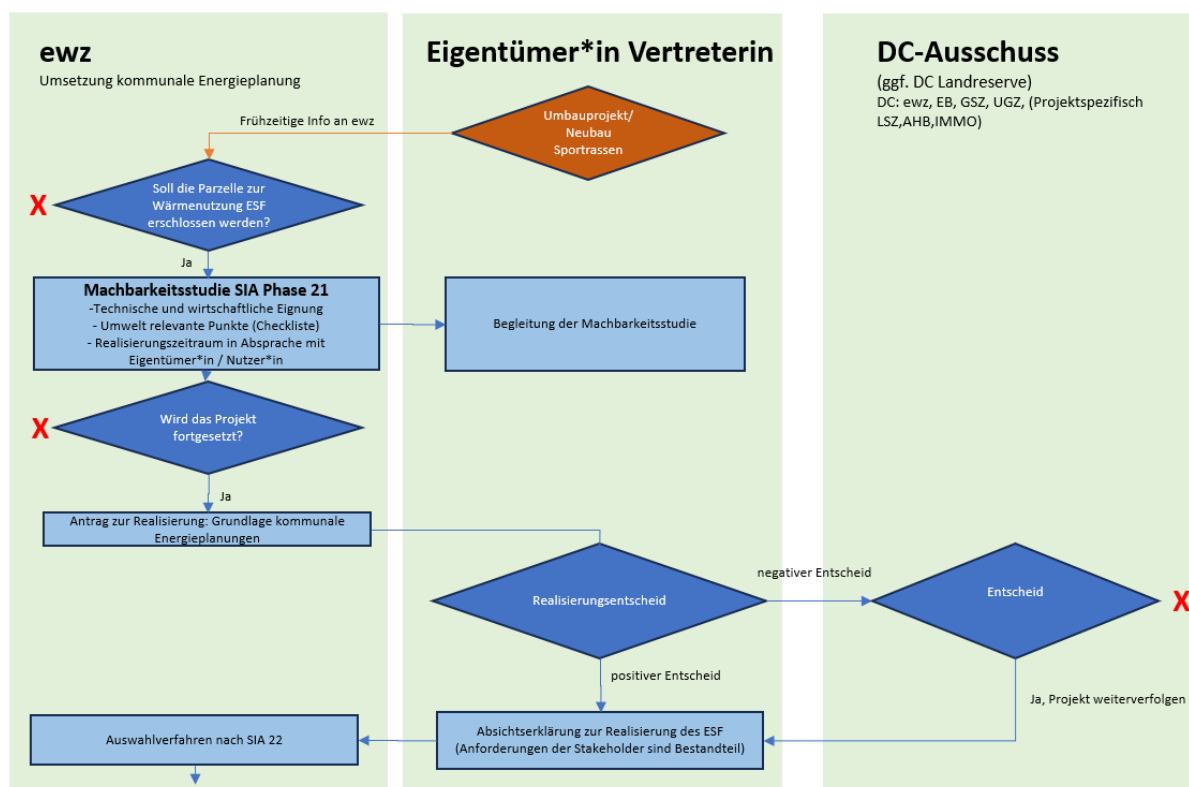 ewz
Umsetzung kommunale Energieplanung
Eigentümer*in Vertreterin
DC-Ausschuss
(ggf. DC Landreserve)
DC: ewz, EB, GSZ, UGZ, (Projektspezifisch
LSZ,AHB,IMMO)
Frühzeitige Info an ewz
Umbauprojekt/
Neubau
Sportrassen
X
Soll die Parzelle zur
Wärmenutzung ESF
erschlossen werden?
Ja
Machbarkeitsstudie SIA Phase 21
-Technische und wirtschaftliche Eignung
- Umwelt relevante Punkte (Checkliste)
- Realisierungszeitraum in Absprache mit
Eigentümer*in / Nutzer*in
Begleitung der Machbarkeitsstudie
X
Wird das Projekt
fortgesetzt?
Ja
Antrag zur Realisierung: Grundlage kommunale
Energieplanungen
Realisierungsentscheid
negativer Entscheid
Entscheid
X
positiver Entscheid
Ja, Projekt weiterverfolgen
Absichtserklärung zur Realisierung des ESF
(Anforderungen der Stakeholder sind Bestandteil)
Auswahlverfahren nach SIA 22